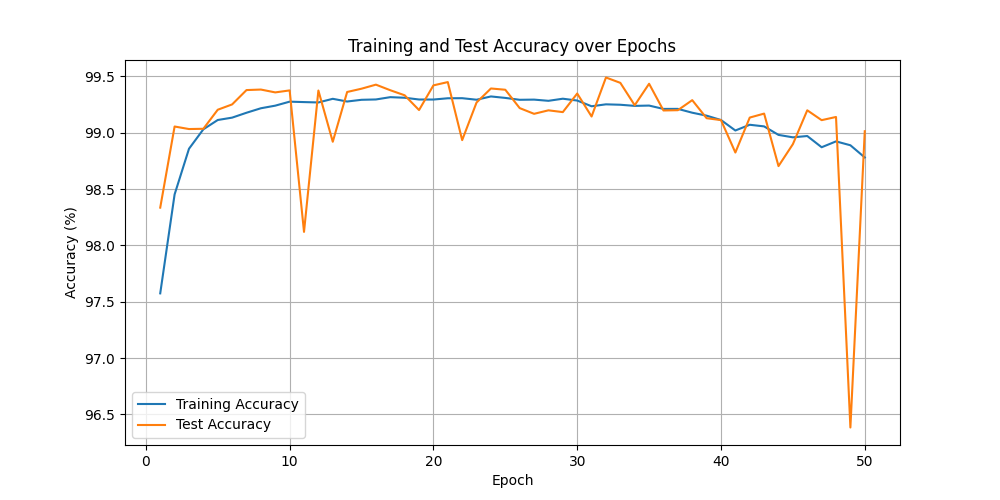 Training and Test Accuracy over Epochs
Accuracy (%)
99.5
99.0
98.5
98.0
97.5
97.0
96.5
Training Accuracy
Test Accuracy
0 10 20 30 40 50
Epoch